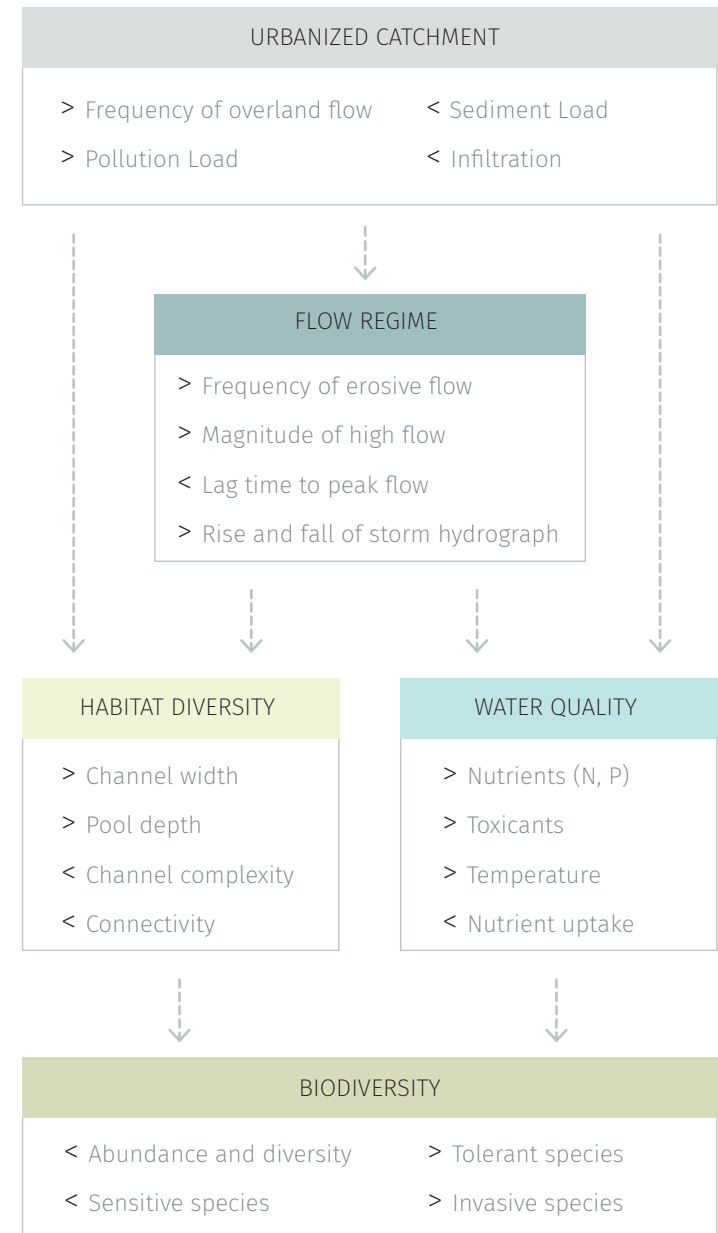 URBANIZED CATCHMENT
> Frequency of overland flow
> Pollution Load
< Sediment Load
< Infiltration
FLOW REGIME
> Frequency of erosive flow
> Magnitude of high flow
< Lag time to peak flow
> Rise and fall of storm hydrograph
HABITAT DIVERSITY
> Channel width
> Pool depth
< Channel complexity
< Connectivity
WATER QUALITY
> Nutrients (N, P)
> Toxicants
> Temperature
< Nutrient uptake
BIODIVERSITY
< Abundance and diversity
< Sensitive species
> Tolerant species
> Invasive species